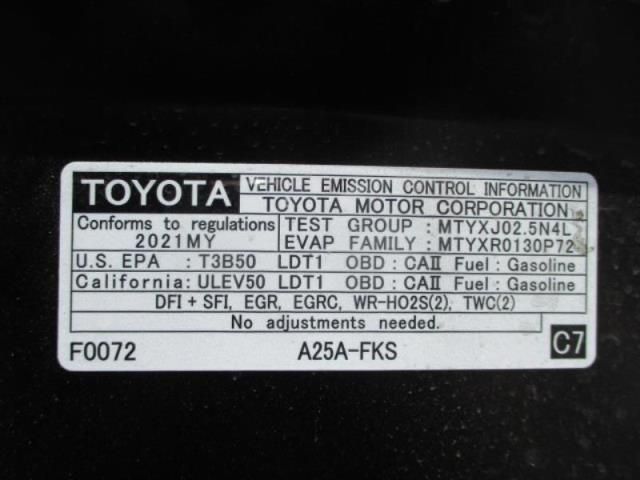 TOYOTA VEHICLE EMISSION CONTROL INFORMATION
TOYOTA MOTOR CORPORATION
Conforms to regulations TEST GROUP : MTYXJ02.5N4L
2021MY EVAP FAMILY : MTYXR0130P72
U.S. EPA : T3B50 LDT1 OBD : CAII Fuel : Gasoline
California: ULEV50 LDT1 OBD : CAII Fuel : Gasoline
DFI + SFI, EGR, EGRC, WR-HO2S(2), TWC(2)
No adjustments needed.
F0072 A25A-FKS C7